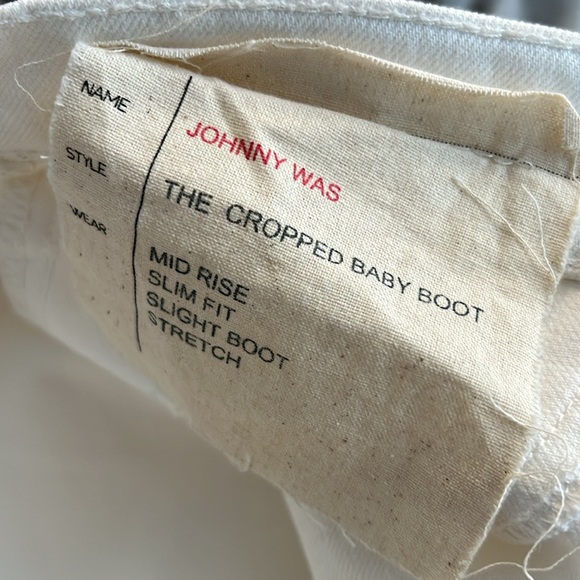 NAME JOHNNY WAS
STYLE THE CROPPED BABY BOOT
WEAR MID RISE
SLIM FIT
SLIGHT BOOT
STRETCH